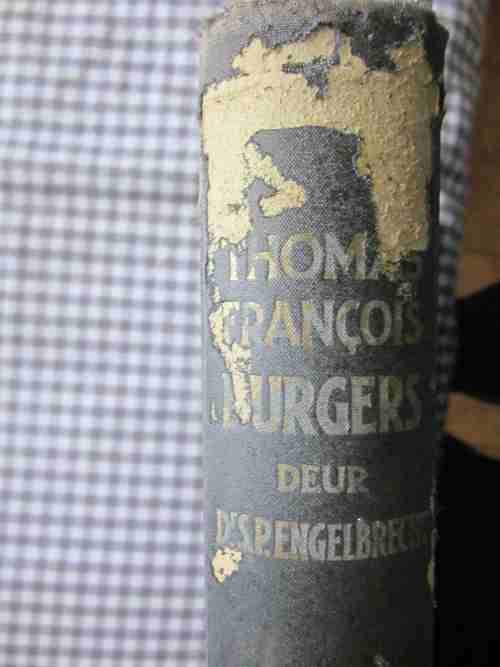 THOMAS
FRANÇOIS
BURGERS
DEUR
DR S.P. ENGELBRECHT